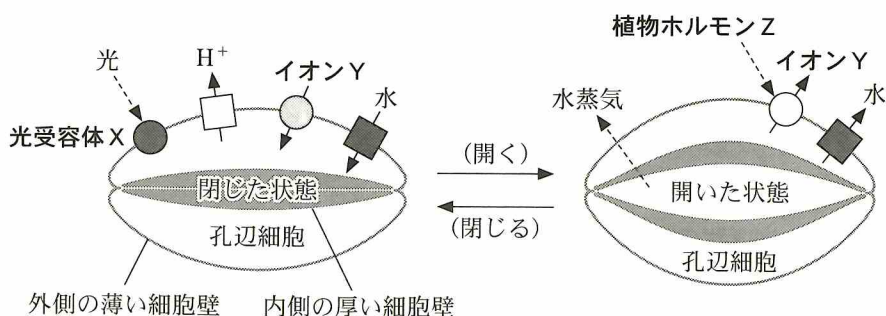 光
H⁺
イオンY
水
光受容体X
閉じた状態
孔辺細胞
外側の薄い細胞壁
内側の厚い細胞壁
(開く)
(閉じる)
植物ホルモンZ
イオンY
水蒸気
水
開いた状態
孔辺細胞